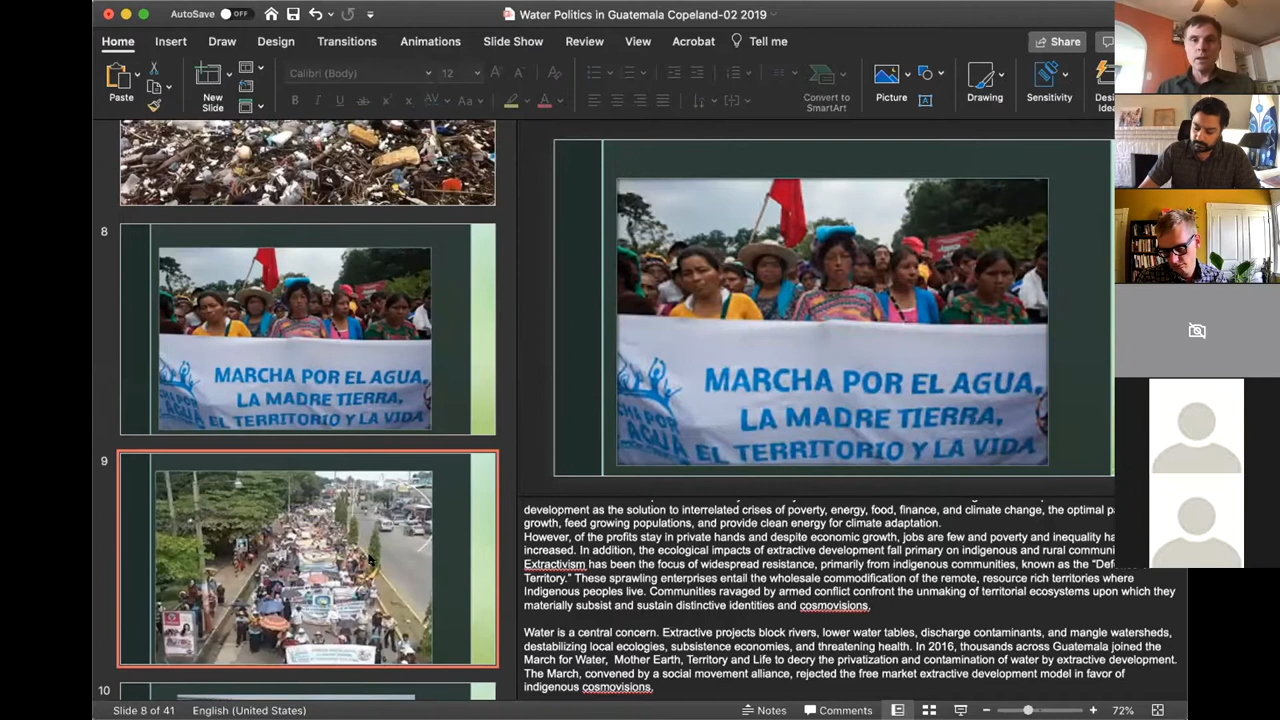 AutoSave OFF
Water Politics in Guatemala Copeland-02 2019
Home Insert Draw Design Transitions Animations Slide Show Review View Acrobat Tell me
Share
Paste
New
Slide
Calibri (Body) 12
B I U ab
Convert to
SmartArt
Picture
Drawing
Sensitivity
8
MARCHA POR EL AGUA,
LA MADRE TIERRA,
EL TERRITORIO Y LA VIDA
9
10
MARCHA POR EL AGUA,
LA MADRE TIERRA,
EL TERRITORIO Y LA VIDA
development as the solution to interrelated crises of poverty, energy, food, finance, and climate change, the optimal
growth, feed growing populations, and provide clean energy for climate adaptation.
However, of the profits stay in private hands and despite economic growth, jobs are few and poverty and inequality
increased. In addition, the ecological impacts of extractive development fall primary on indigenous and rural
Extractivism has been the focus of widespread resistance, primarily from indigenous communities, known as the
Territory.” These sprawling enterprises entail the wholesale commodification of the remote, resource rich territories where
Indigenous peoples live. Communities ravaged by armed conflict confront the unmaking of territorial ecosystems upon which they
materially subsist and sustain distinctive identities and cosmovisions.
Water is a central concern. Extractive projects block rivers, lower water tables, discharge contaminants, and mangle watersheds,
destabilizing local ecologies, subsistence economies, and threatening health. In 2016, thousands across Guatemala joined the
March for Water, Mother Earth, Territory and Life to decry the privatization and contamination of water by extractive development.
The March, convened by a social movement alliance, rejected the free market extractive development model in favor of
indigenous cosmovisions.
Slide 8 of 41 English (United States) Notes Comments 72%